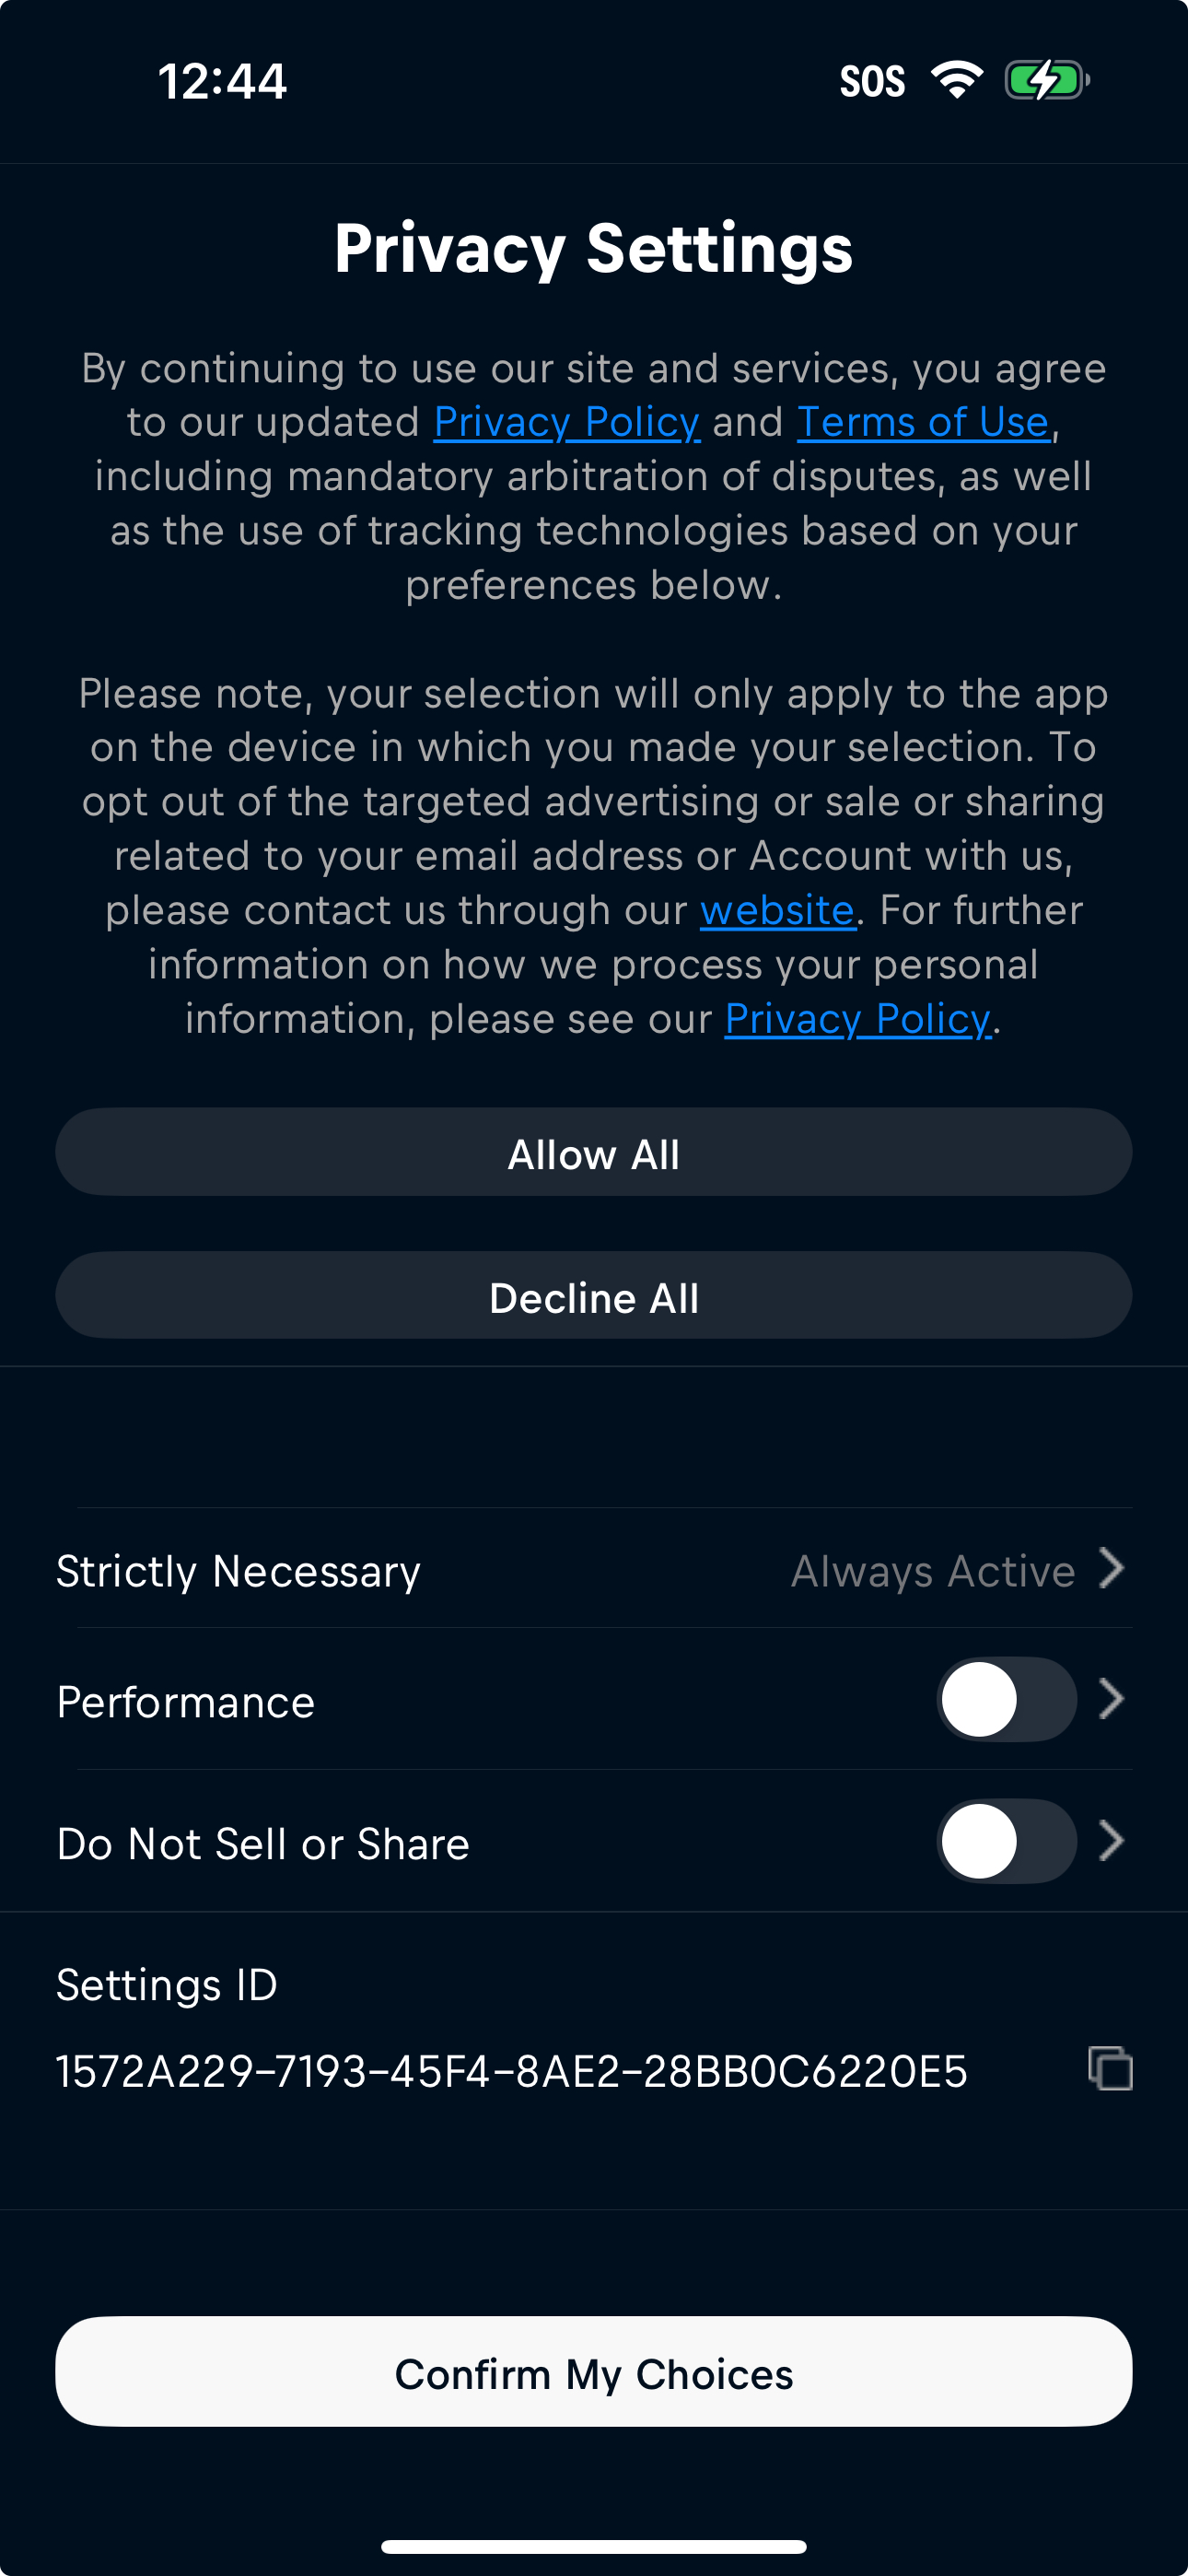 12:44
SOS
Privacy Settings
By continuing to use our site and services, you agree
to our updated Privacy Policy and Terms of Use,
including mandatory arbitration of disputes, as well
as the use of tracking technologies based on your
preferences below.
Please note, your selection will only apply to the app
on the device in which you made your selection. To
opt out of the targeted advertising or sale or sharing
related to your email address or Account with us,
please contact us through our website. For further
information on how we process your personal
information, please see our Privacy Policy.
Allow All
Decline All
Strictly Necessary
Always Active
Performance
Do Not Sell or Share
Settings ID
1572A229-7193-45F4-8AE2-28BB0C6220E5
Confirm My Choices